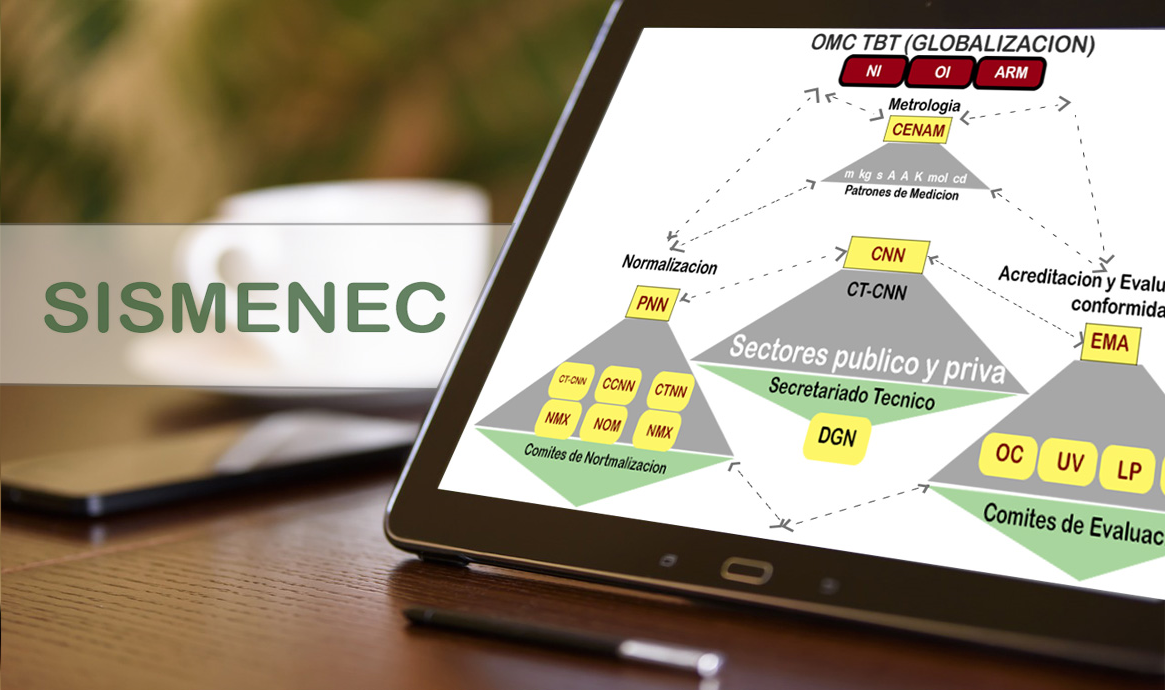 SISMENEC
OMC TBT (GLOBALIZACION)
NI OI ARM
Metrologia
CENAM
m kg s A A K mol cd
Patrones de Medicion
Normalizacion
CNN
CT-CNN
Acreditacion y Evalu
conformida
PNN
EMA
Sectores publico y priva
Secretariado Tecnico
CT-CNN CCNN CTNN
NMX NOM NMX
DGN
Comites de Nortmalizacion
OC UV LP
Comites de Evaluac